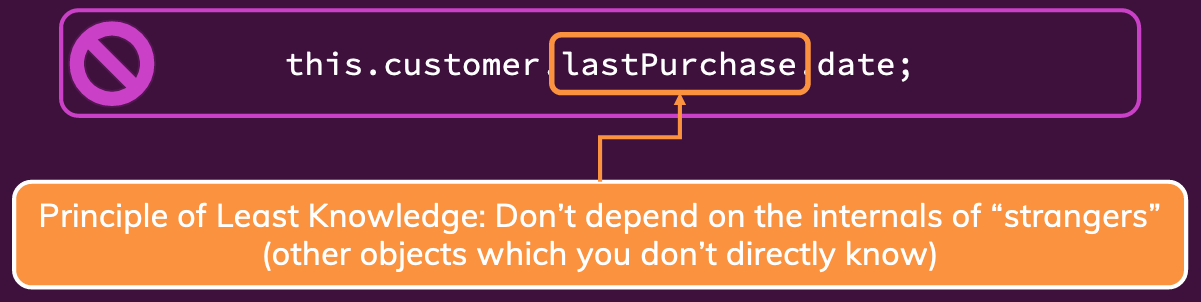 this.customer.lastPurchase.date;
Principle of Least Knowledge: Don’t depend on the internals of “strangers”
(other objects which you don’t directly know)